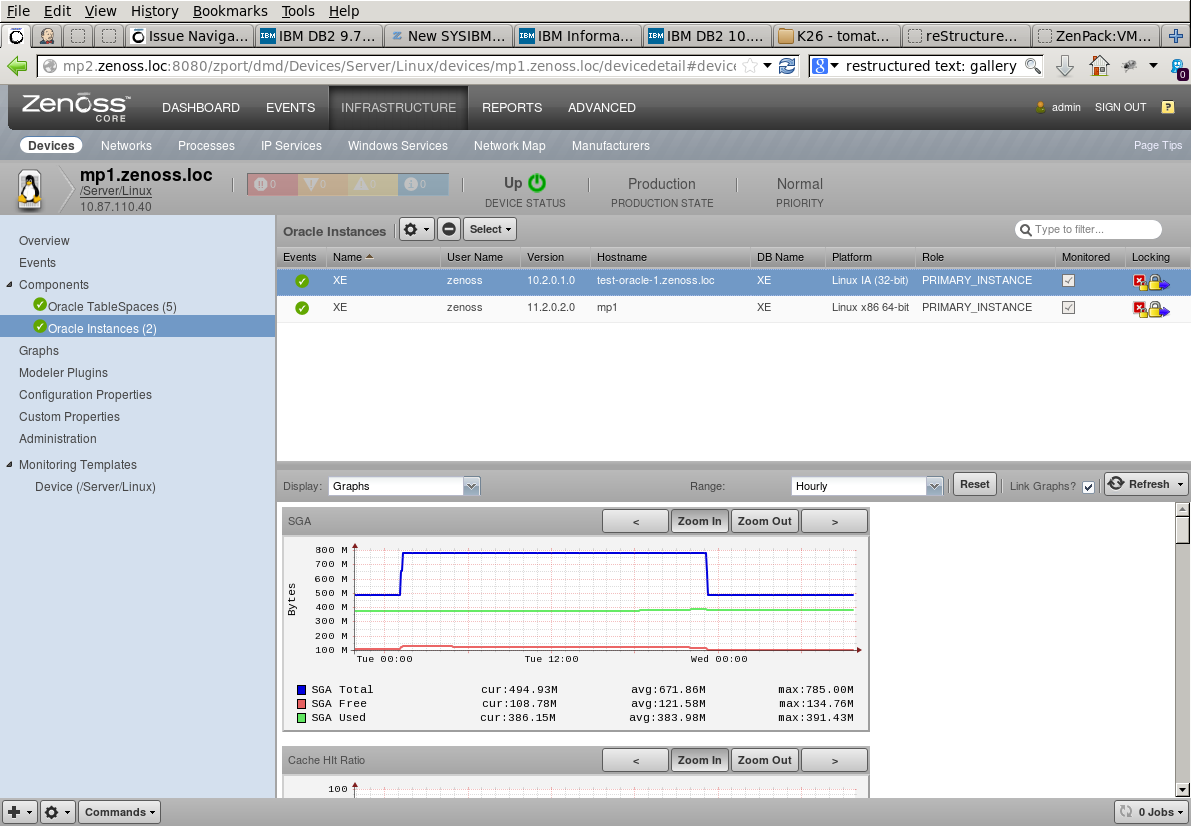 File Edit View History Bookmarks Tools Help
Issue Naviga... IBM DB2 9.7... New SYSIBM... IBM Informa... IBM DB2 10.... K26 - tomat... reStructure... ZenPack:VM...
mp2.zenoss.loc:8080/zport/dmd/Devices/Server/Linux/devices/mp1.zenoss.loc/devicedetail#device restructured text: gallery 0
Zenoss CORE DASHBOARD EVENTS INFRASTRUCTURE REPORTS ADVANCED admin SIGN OUT ?
Devices Networks Processes IP Services Windows Services Network Map Manufacturers Page Tips
mp1.zenoss.loc
/Server/Linux
10.87.110.40
0 0 0 0
Up Production Normal
DEVICE STATUS PRODUCTION STATE PRIORITY
Overview
Events
Components
Oracle TableSpaces (5)
Oracle Instances (2)
Graphs
Modeler Plugins
Configuration Properties
Custom Properties
Administration
Monitoring Templates
Device (/Server/Linux)
Oracle Instances Select Type to filter...
Events Name User Name Version Hostname DB Name Platform Role Monitored Locking
XE zenoss 10.2.0.1.0 test-oracle-1.zenoss.loc XE Linux IA (32-bit) PRIMARY_INSTANCE
XE zenoss 11.2.0.2.0 mp1 XE Linux x86 64-bit PRIMARY_INSTANCE
Display: Graphs Range: Hourly Reset Link Graphs? Refresh
SGA < Zoom In Zoom Out >
Bytes
800 M
700 M
600 M
500 M
400 M
300 M
200 M
100 M
Tue 00:00 Tue 12:00 Wed 00:00
SGA Total cur:494.93M avg:671.86M max:785.00M
SGA Free cur:108.78M avg:121.58M max:134.76M
SGA Used cur:386.15M avg:383.98M max:391.43M
Cache HIt Ratio < Zoom In Zoom Out >
100
Commands 0 Jobs